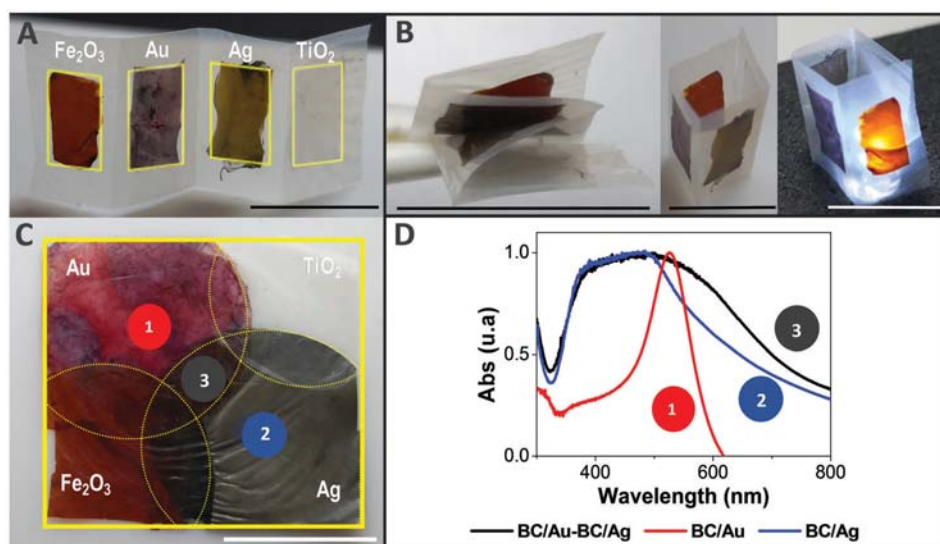 A
Fe₂O₃ Au Ag TiO₂
B
C
Au
TiO₂
1
3
2
Fe₂O₃
Ag
D
Abs (u.a)
1.0
0.5
0.0
3
1
2
400 600 800
Wavelength (nm)
BC/Au-BC/Ag BC/Au BC/Ag